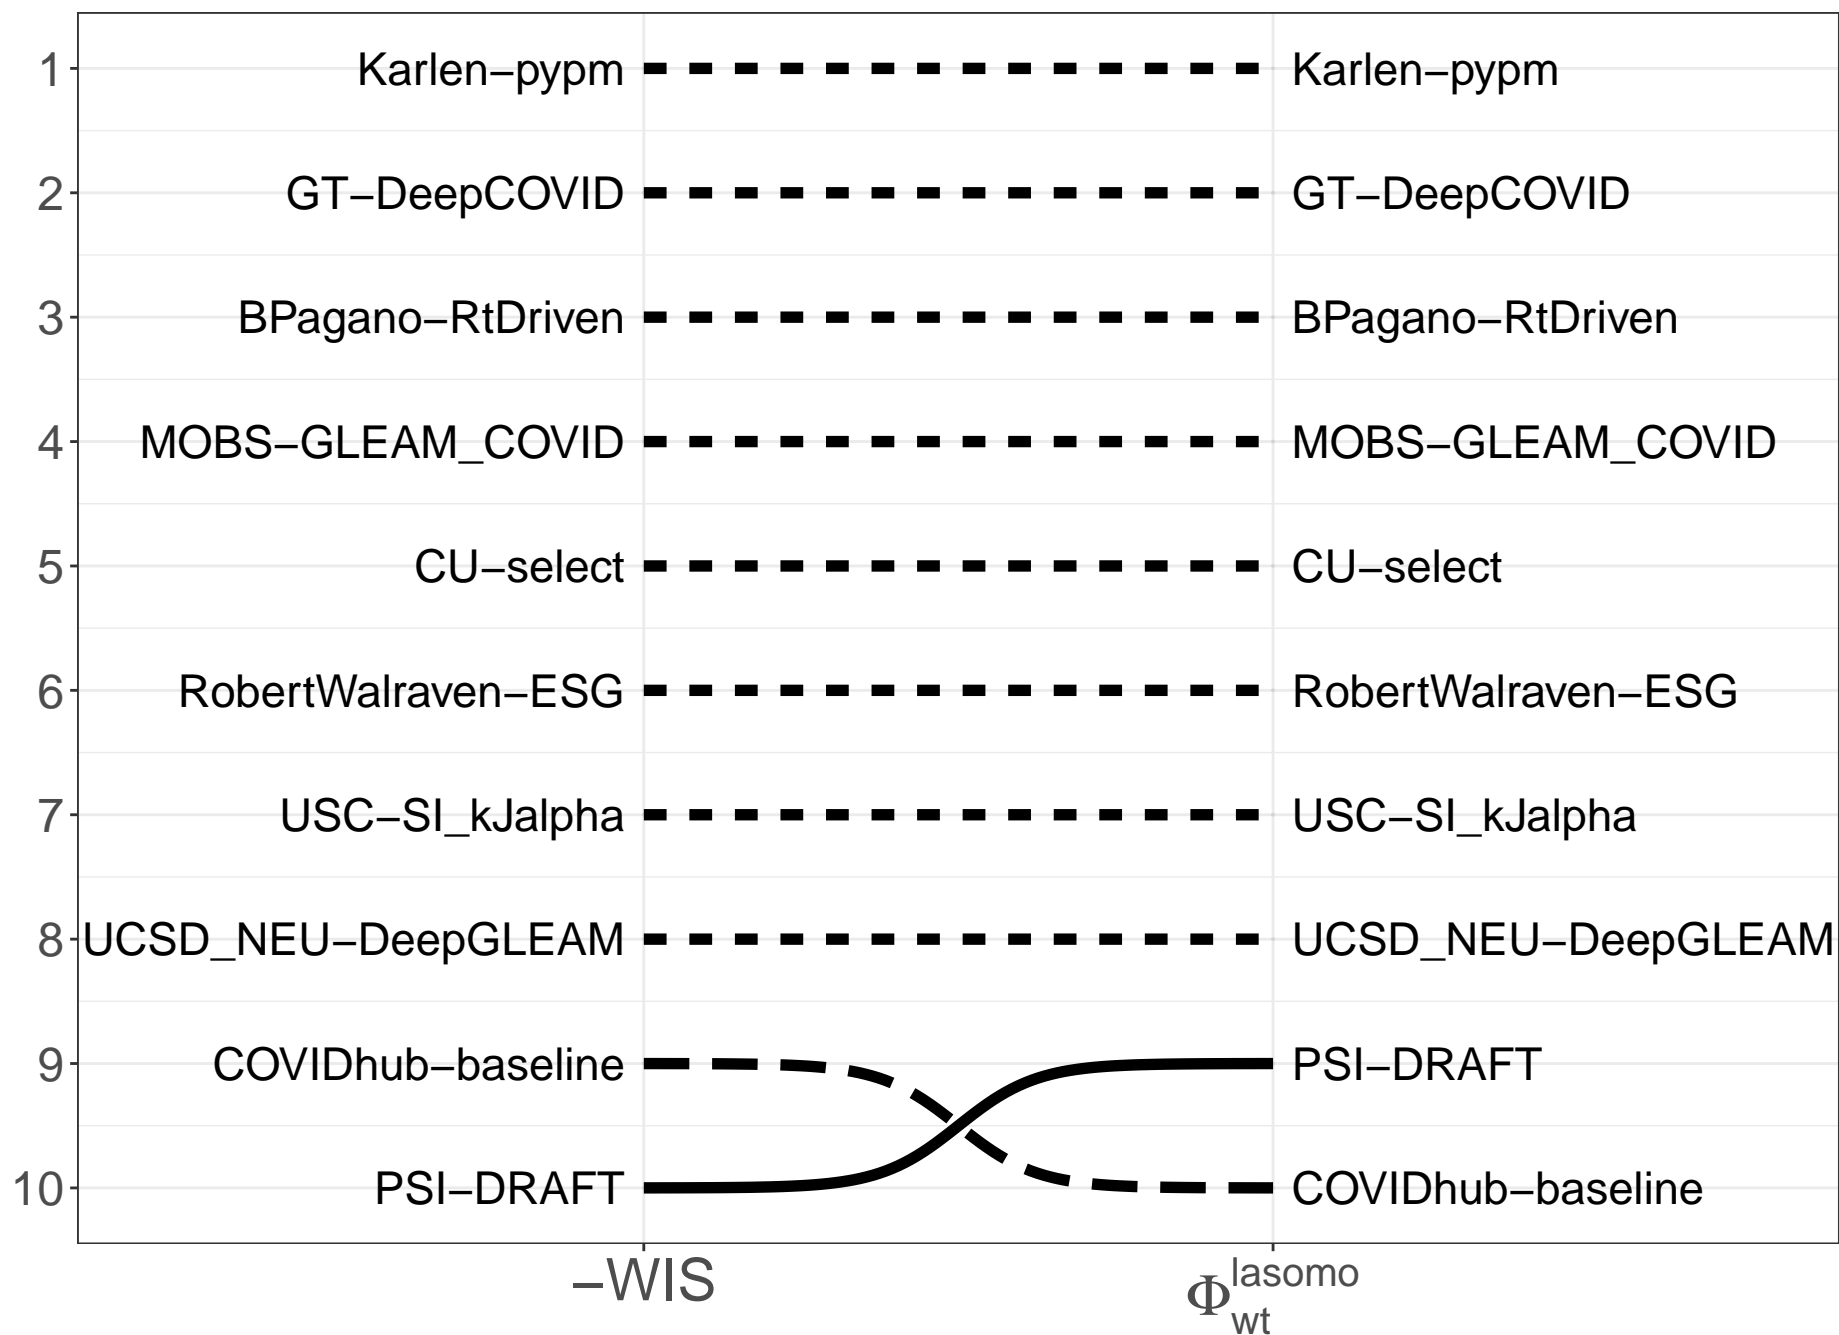 1 Karlen−pypm Karlen−pypm
2 GT−DeepCOVID GT−DeepCOVID
3 BPagano−RtDriven BPagano−RtDriven
4 MOBS−GLEAM_COVID MOBS−GLEAM_COVID
5 CU−select CU−select
6 RobertWalraven−ESG RobertWalraven−ESG
7 USC−SI_kJalpha USC−SI_kJalpha
8 UCSD_NEU−DeepGLEAM UCSD_NEU−DeepGLEAM
9 COVIDhub−baseline PSI−DRAFT
10 PSI−DRAFT COVIDhub−baseline
−WIS Φ lasomo wt